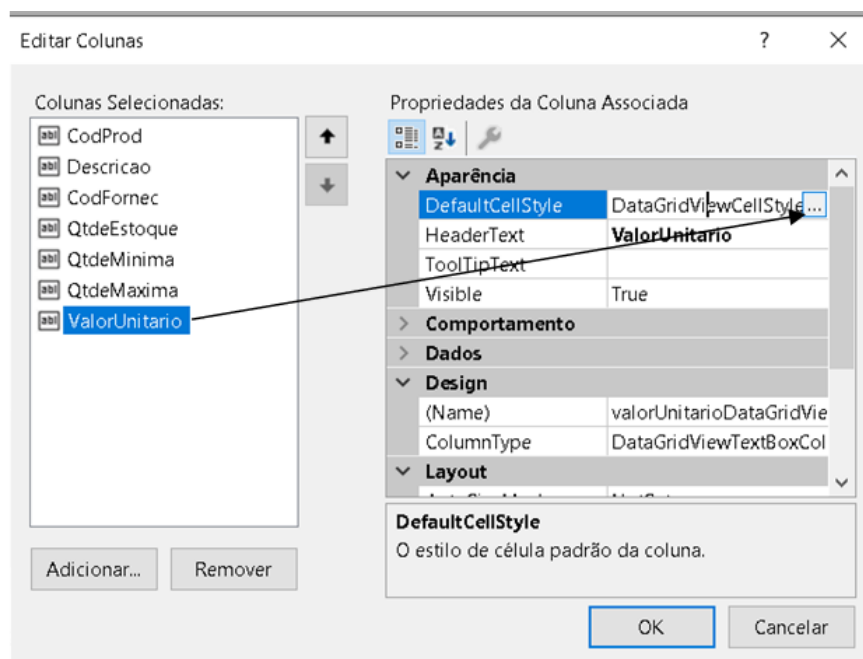 Editar Colunas ? ×
Colunas Selecionadas:
CodProd
Descricao
CodFornec
QtdeEstoque
QtdeMinima
QtdeMaxima
ValorUnitario
Adicionar...
Remover
Propriedades da Coluna Associada
Aparência
DefaultCellStyle DataGridViewCellStyle ...
HeaderText ValorUnitario
ToolTipText
Visible True
Comportamento
Dados
Design
(Name) valorUnitarioDataGridVie
ColumnType DataGridViewTextBoxCol
Layout
DefaultCellStyle
O estilo de célula padrão da coluna.
OK
Cancelar